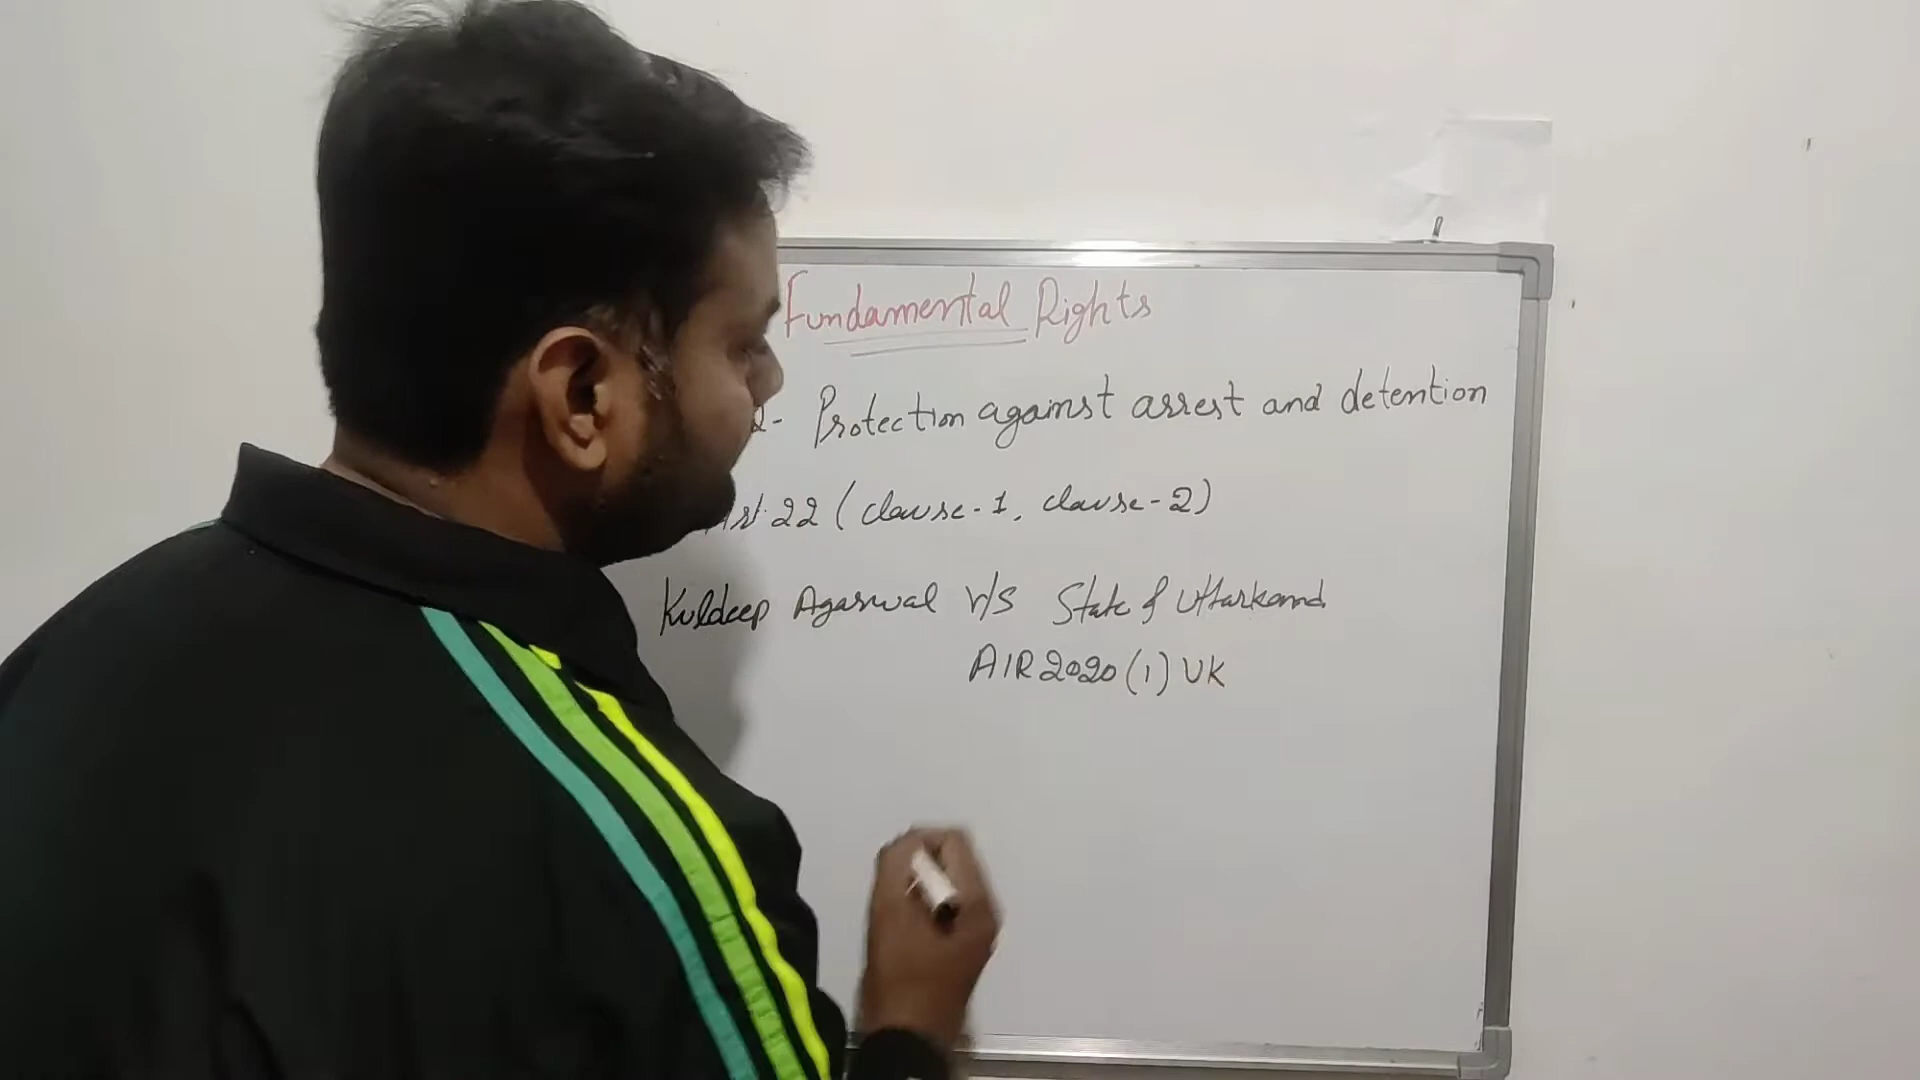 Fundamental Rights
2- Protection against arrest and detention
Art. 22 (clause-1, clause-2)
Kuldeep Agarwal v/s State of Uttarkand
AIR 2020 (1) UK